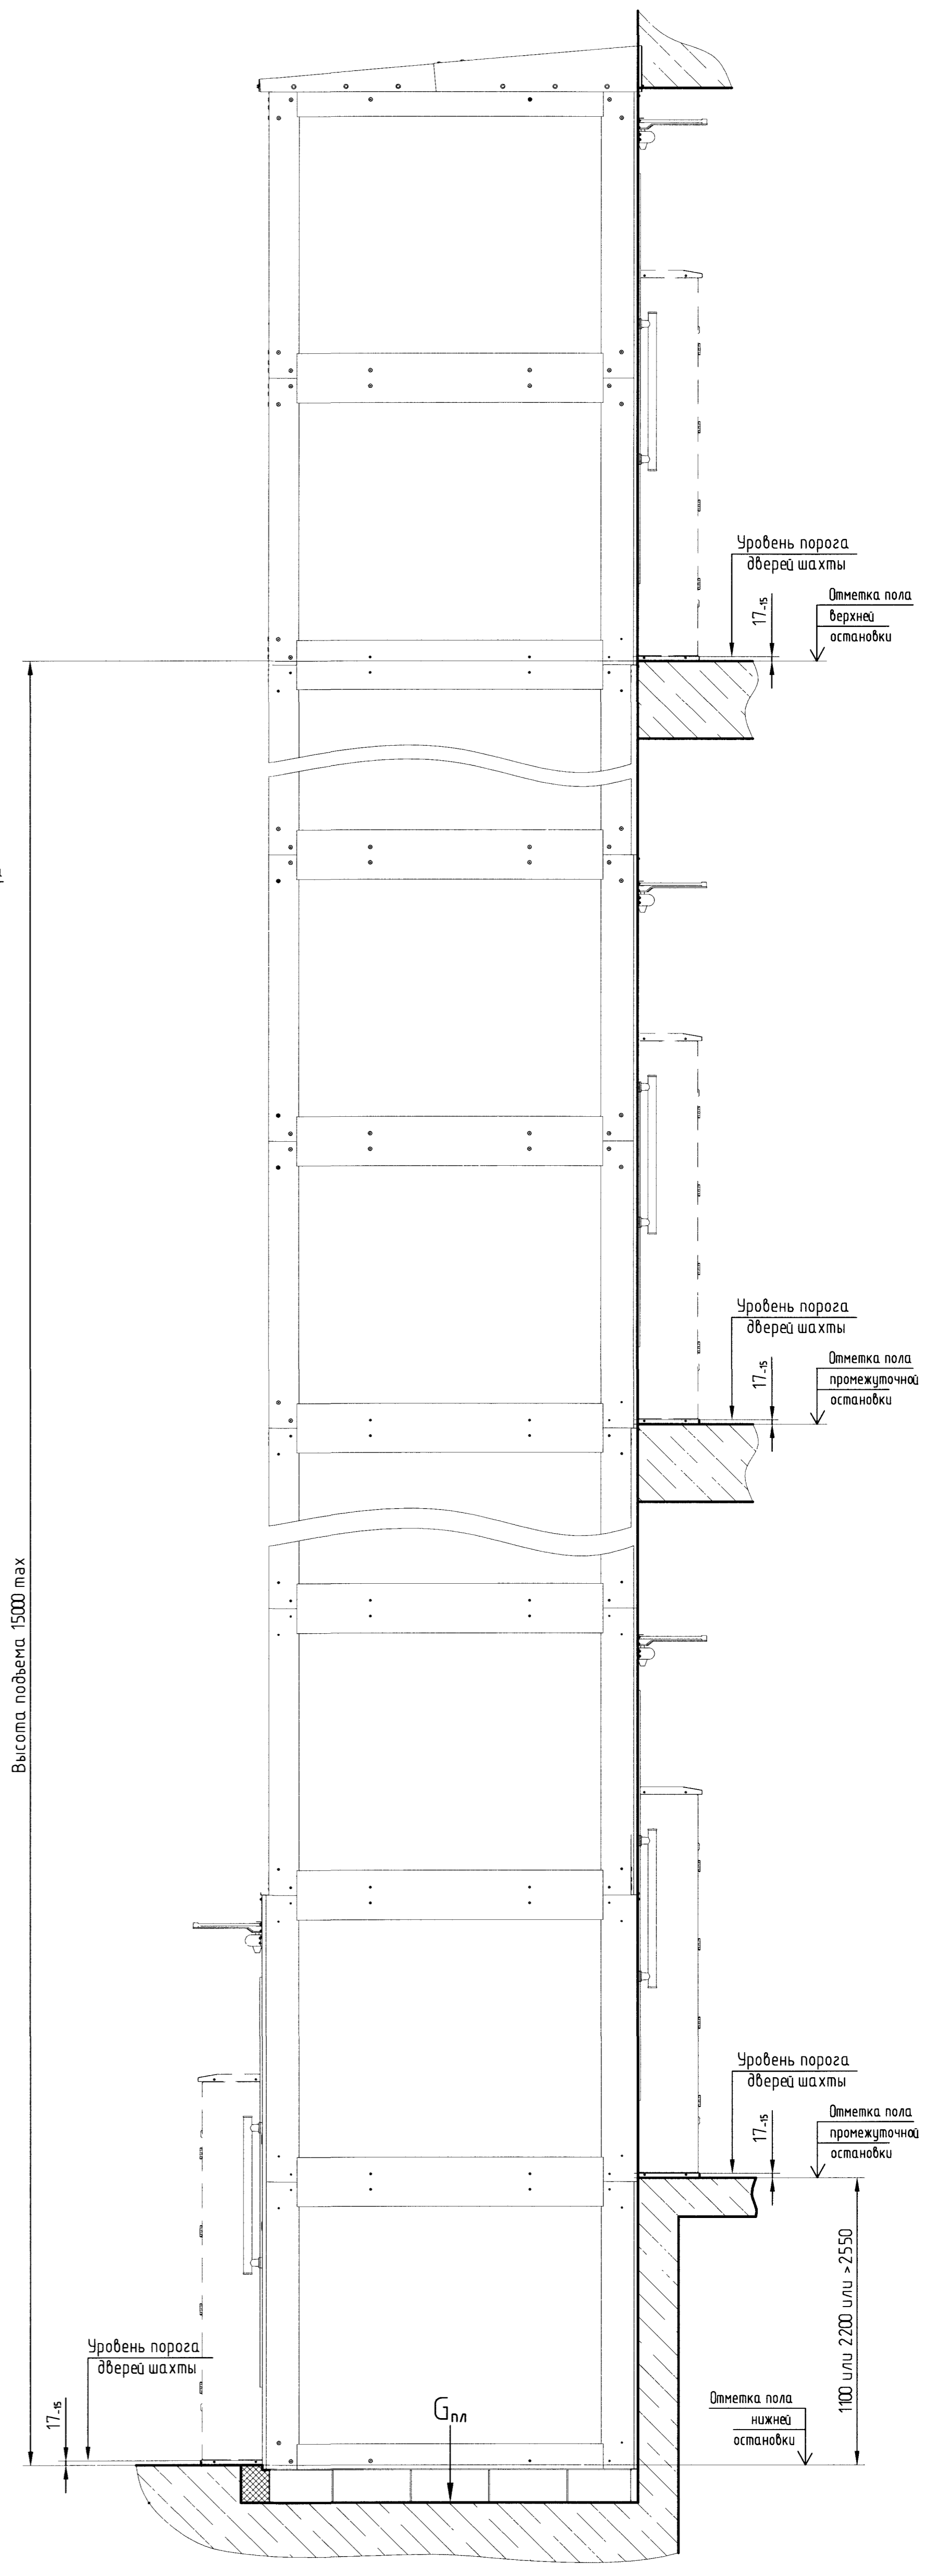 Уровень порога
дверей шахты
17-15
Отметка пола
верхней
остановки
Уровень порога
дверей шахты
17-15
Отметка пола
промежуточной
остановки
Высота подъема 15000 max
Уровень порога
дверей шахты
17-15
Отметка пола
промежуточной
остановки
1100 или 2200 или >2550
Уровень порога
дверей шахты
17-15
Gпл
Отметка пола
нижней
остановки